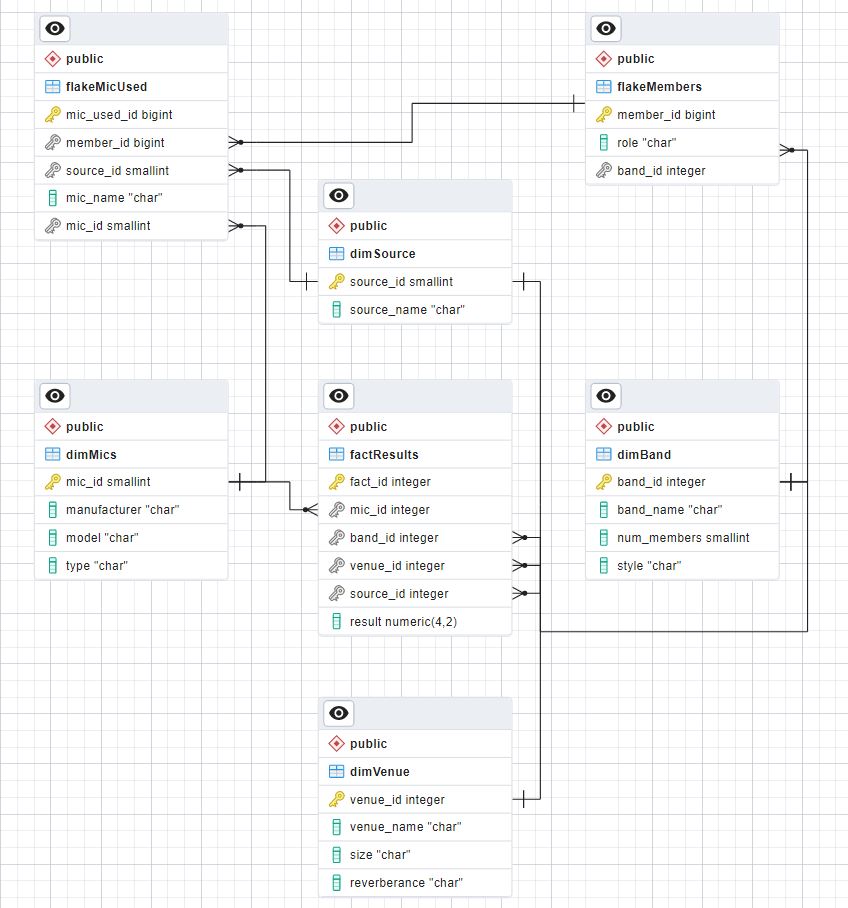 public
flakeMicUsed
mic_used_id bigint
member_id bigint
source_id smallint
mic_name "char"
mic_id smallint
public
flakeMembers
member_id bigint
role "char"
band_id integer
public
dimSource
source_id smallint
source_name "char"
public
dimMics
mic_id smallint
manufacturer "char"
model "char"
type "char"
public
factResults
fact_id integer
mic_id integer
band_id integer
venue_id integer
source_id integer
result numeric(4,2)
public
dimBand
band_id integer
band_name "char"
num_members smallint
style "char"
public
dimVenue
venue_id integer
venue_name "char"
size "char"
reverberance "char"